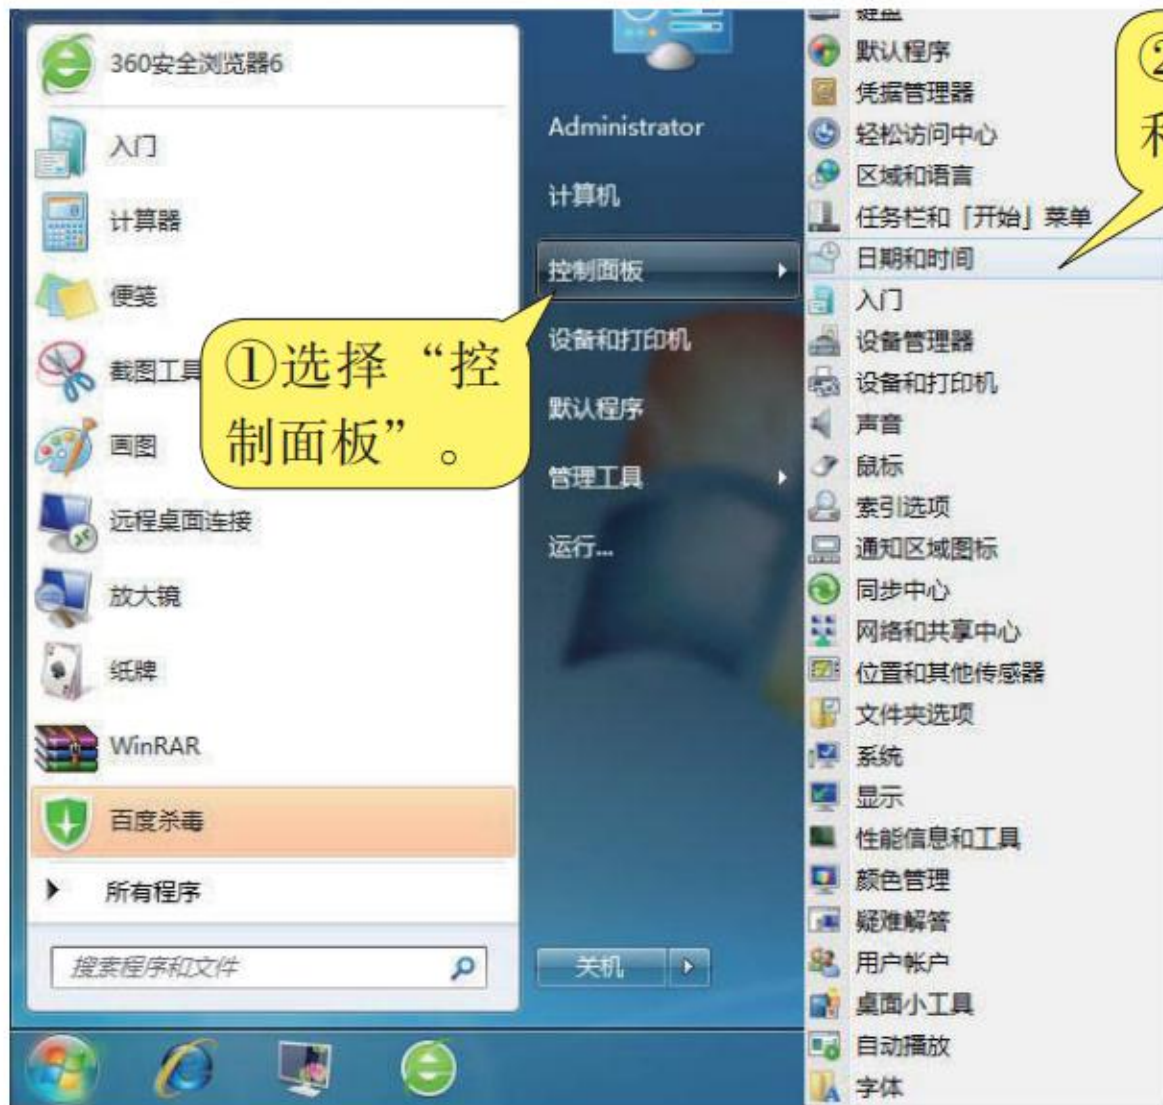 360安全浏览器6
入门
计算器
便笺
截图工具
画图
远程桌面连接
放大镜
纸牌
WinRAR
百度杀毒
所有程序
搜索程序和文件
①选择“控
制面板”。
Administrator
计算机
控制面板
设备和打印机
默认程序
管理工具
运行...
关机
键盘
默认程序
凭据管理器
轻松访问中心
区域和语言
任务栏和「开始」菜单
日期和时间
入门
设备管理器
设备和打印机
声音
鼠标
索引选项
通知区域图标
同步中心
网络和共享中心
位置和其他传感器
文件夹选项
系统
显示
性能信息和工具
颜色管理
疑难解答
用户帐户
桌面小工具
自动播放
字体
②